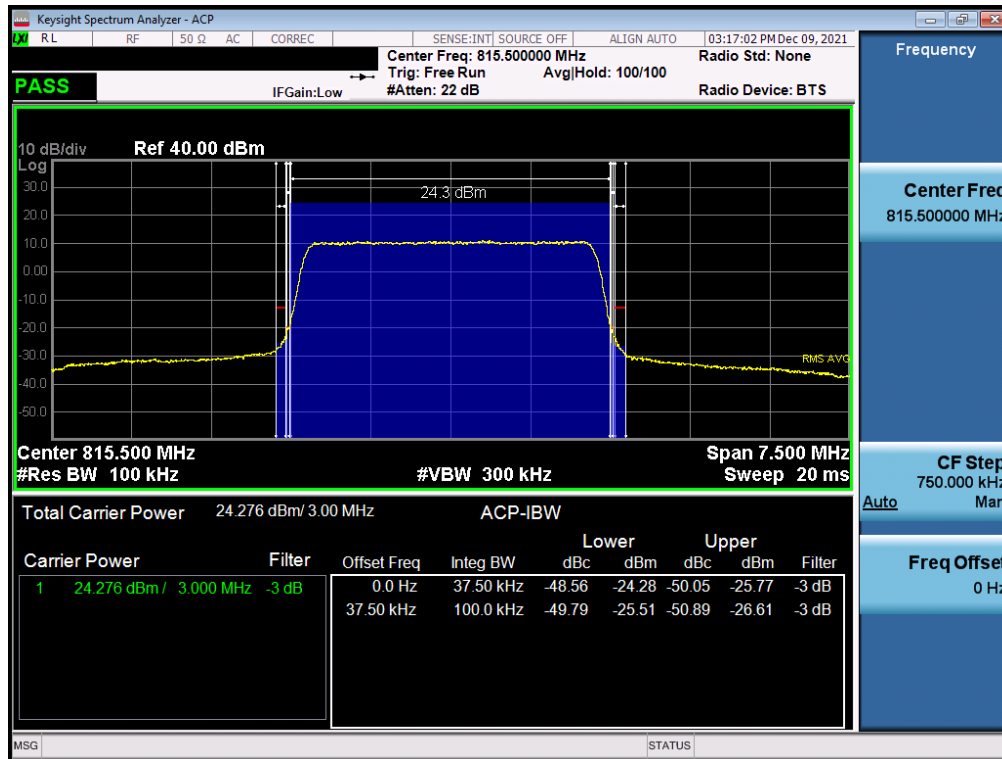 Keysight Spectrum Analyzer - ACP
LXI RL RF 50 Ω AC CORREC SENSE:INT SOURCE OFF ALIGN AUTO 03:17:02 PM Dec 09, 2021
Center Freq: 815.500000 MHz Radio Std: None
Trig: Free Run Avg|Hold: 100/100
PASS IFGain:Low #Atten: 22 dB Radio Device: BTS
10 dB/div Ref 40.00 dBm
Log
30.0
24.3 dBm
20.0
10.0
0.00
-10.0
-20.0
-30.0
RMS AVG
-40.0
-50.0
Center 815.500 MHz Span 7.500 MHz
#Res BW 100 kHz #VBW 300 kHz Sweep 20 ms
Total Carrier Power 24.276 dBm/ 3.00 MHz ACP-IBW
Lower Upper
Carrier Power Filter Offset Freq Integ BW dBc dBm dBc dBm Filter
1 24.276 dBm / 3.000 MHz -3 dB 0.0 Hz 37.50 kHz -48.56 -24.28 -50.05 -25.77 -3 dB
37.50 kHz 100.0 kHz -49.79 -25.51 -50.89 -26.61 -3 dB
MSG STATUS
Frequency
Center Freq
815.500000 MHz
CF Step
750.000 kHz
Auto Man
Freq Offset
0 Hz